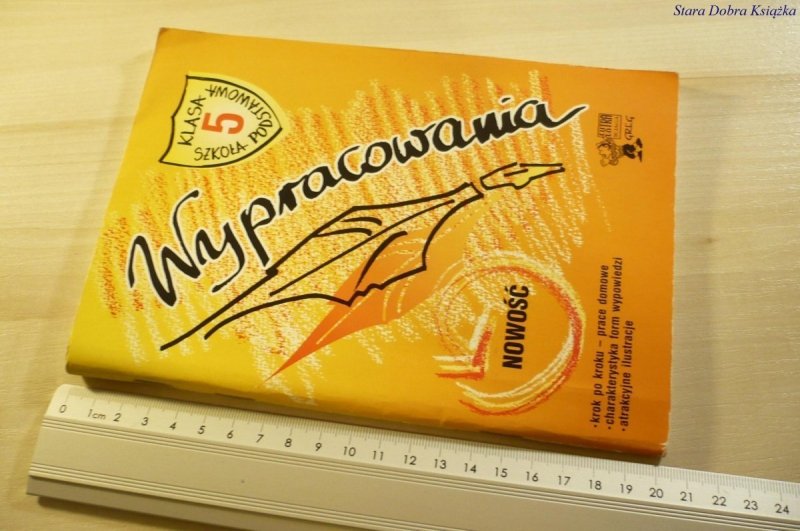 Stara Dobra Książka
KLASA
5
SZKOŁA PODSTAWOWA
Wypracowania
GREG
NOWOŚĆ
• krok po kroku – prace domowe
• charakterystyka form wypowiedzi
• atrakcyjne ilustracje
0 1cm 2 3 4 5 6 7 8 9 10 11 12 13 14 15 16 17 18 19 20 21 22 23 24